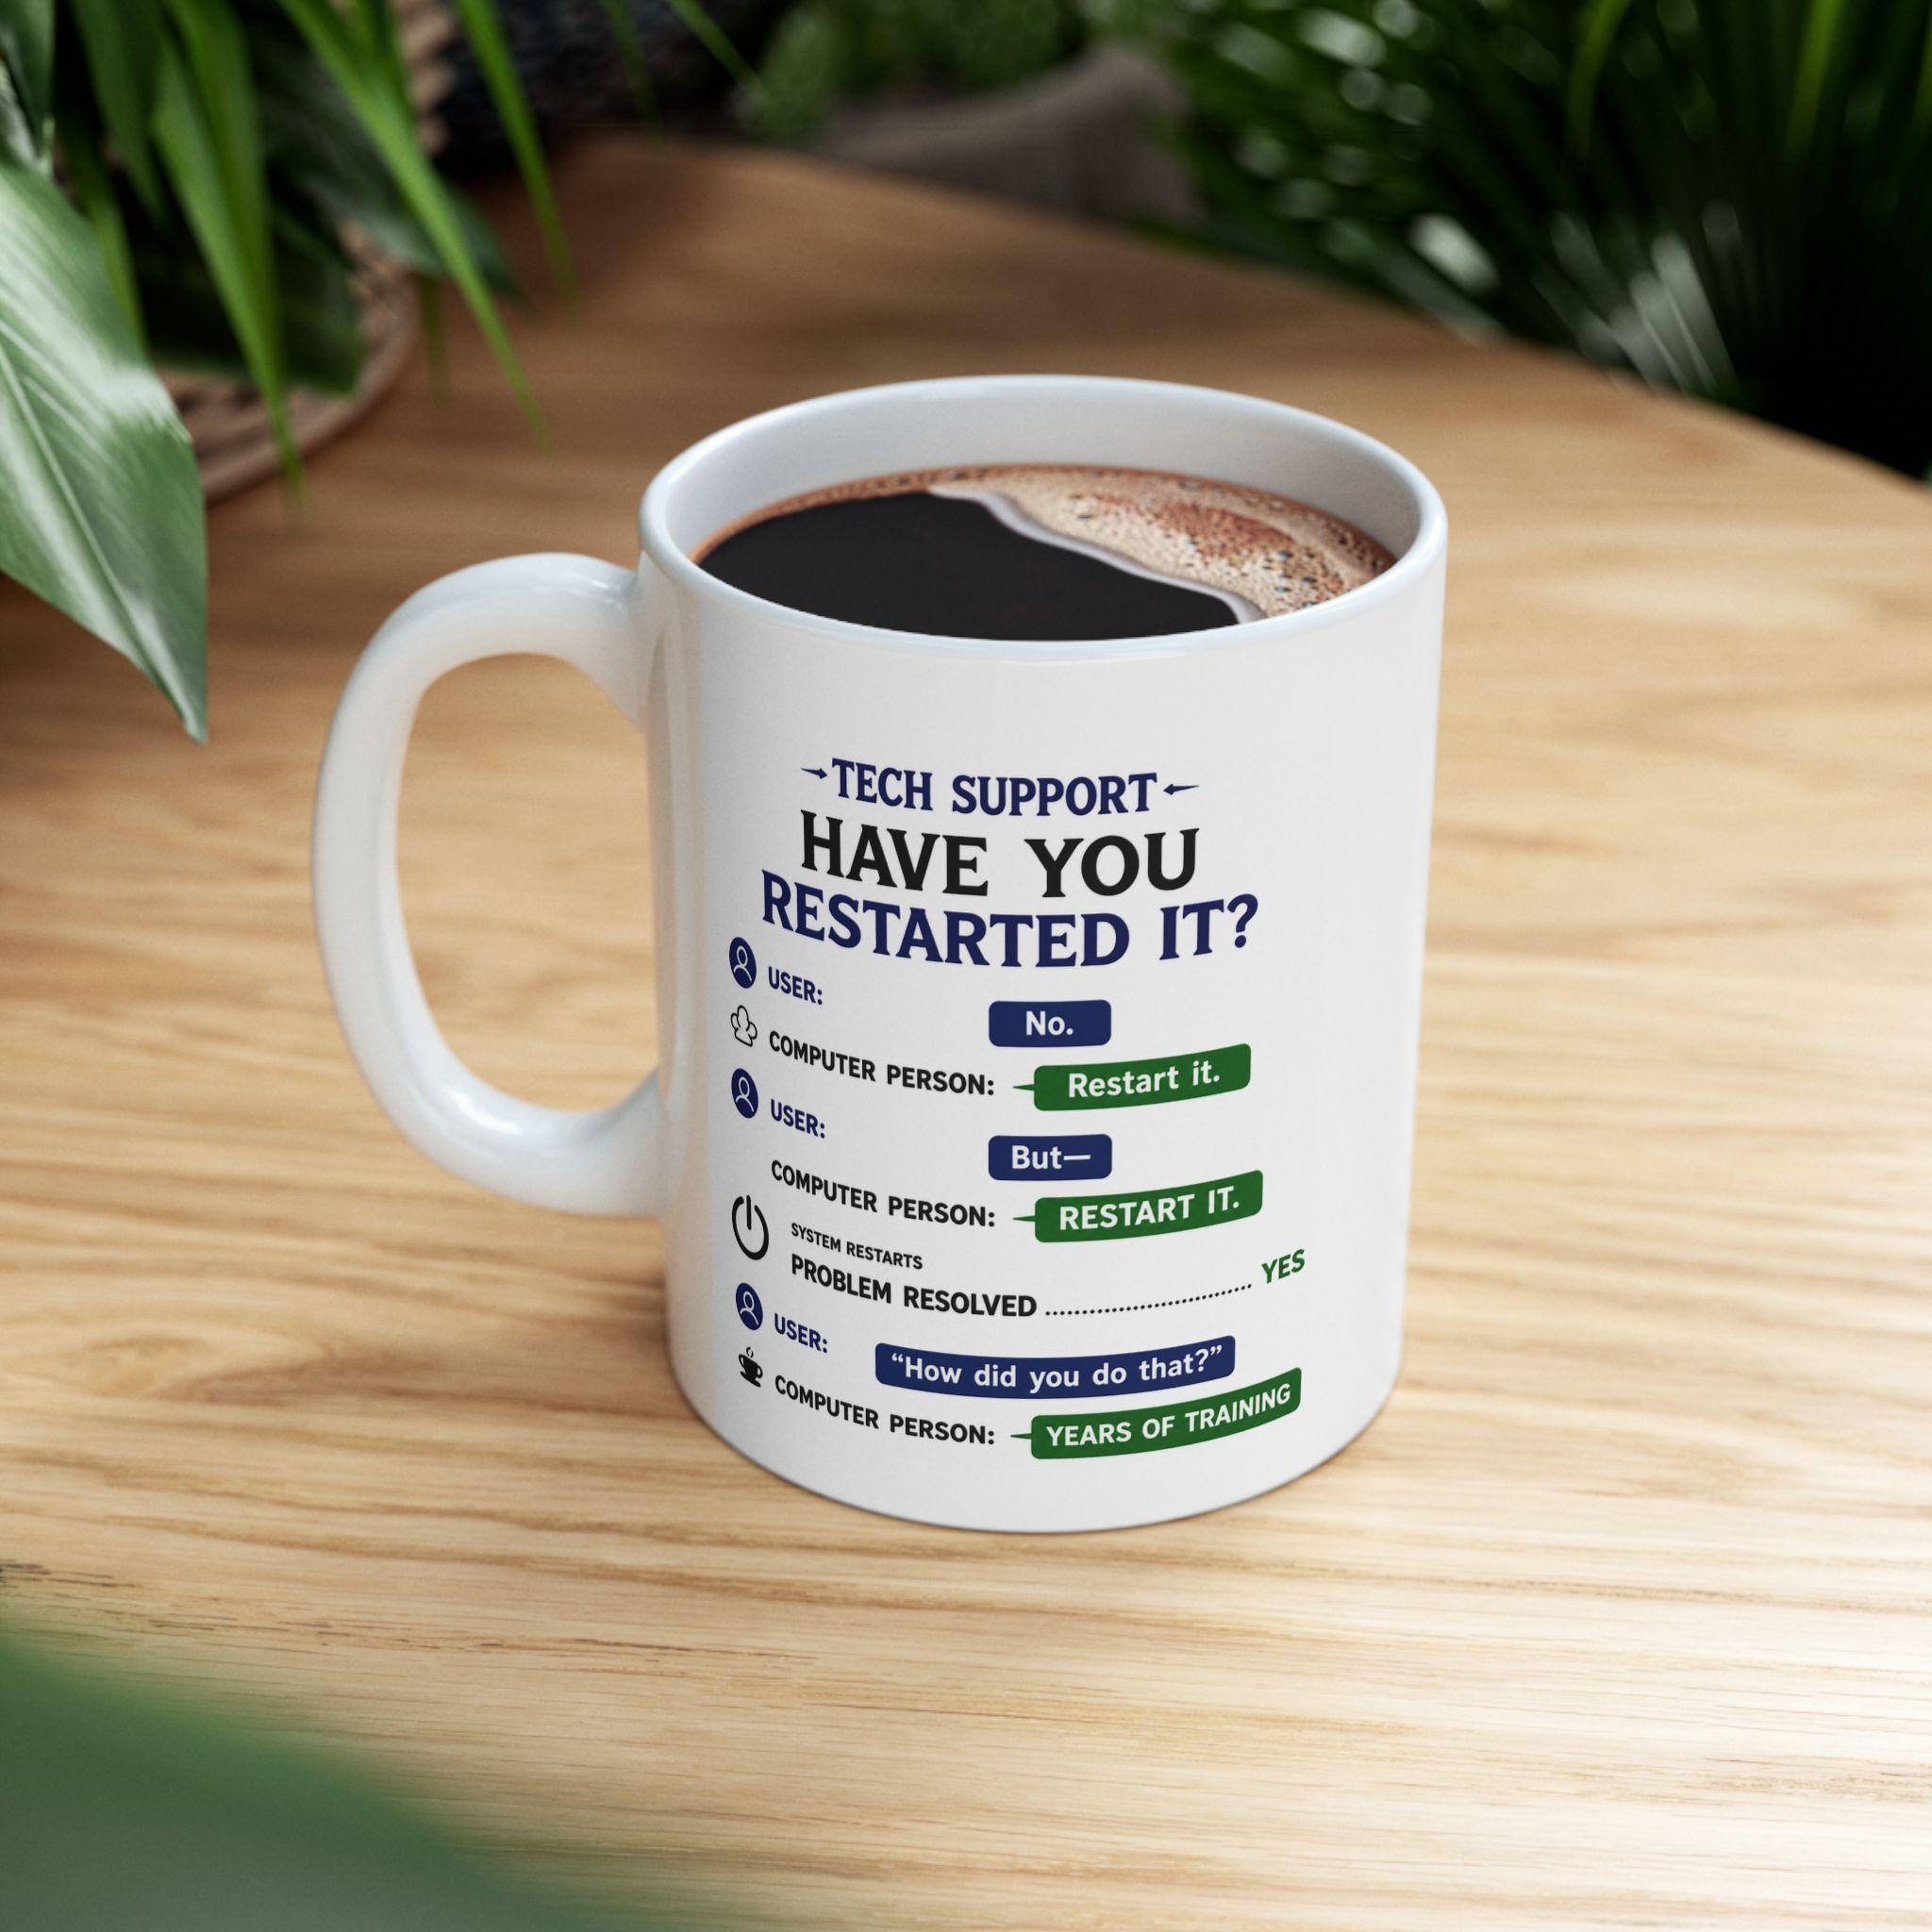 TECH SUPPORT
HAVE YOU
RESTARTED IT?
USER: No.
COMPUTER PERSON: Restart it.
USER: But—
COMPUTER PERSON: RESTART IT.
SYSTEM RESTARTS
PROBLEM RESOLVED ........................................ YES
USER: “How did you do that?”
COMPUTER PERSON: YEARS OF TRAINING